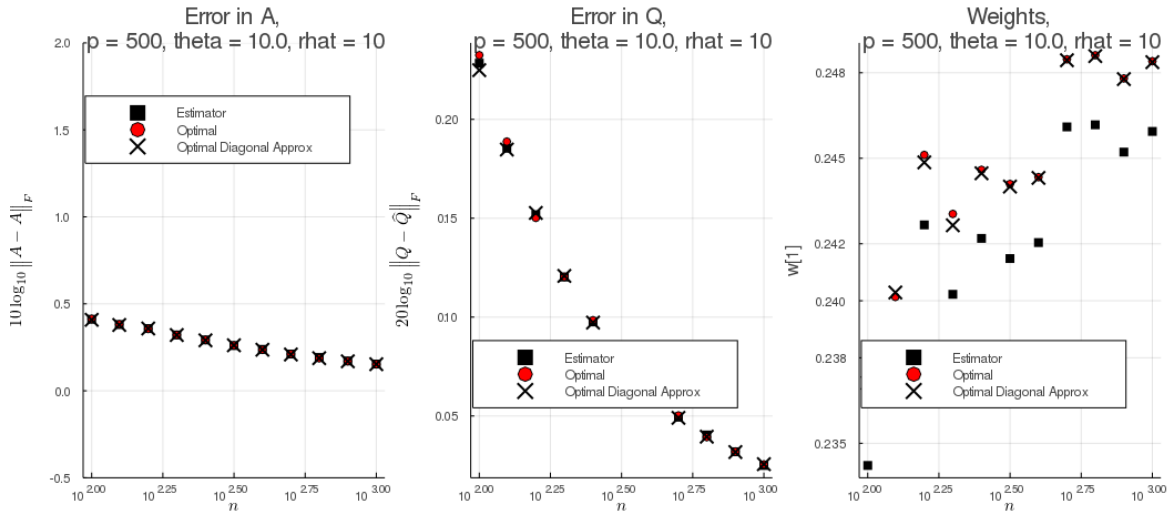 Error in A,
p = 500, theta = 10.0, rhat = 10
2.0
1.5
1.0
0.5
0.0
-0.5
10 log₁₀ ‖A − Â‖_F
Estimator
Optimal
Optimal Diagonal Approx
10^2.00
10^2.25
10^2.50
10^2.75
10^3.00
n
Error in Q,
p = 500, theta = 10.0, rhat = 10
0.20
0.15
0.10
0.05
20 log₁₀ ‖Q − Q̂‖_F
Estimator
Optimal
Optimal Diagonal Approx
10^2.00
10^2.25
10^2.50
10^2.75
10^3.00
n
Weights,
p = 500, theta = 10.0, rhat = 10
0.248
0.245
0.242
0.240
0.238
0.235
w[1]
Estimator
Optimal
Optimal Diagonal Approx
10^2.00
10^2.25
10^2.50
10^2.75
10^3.00
n